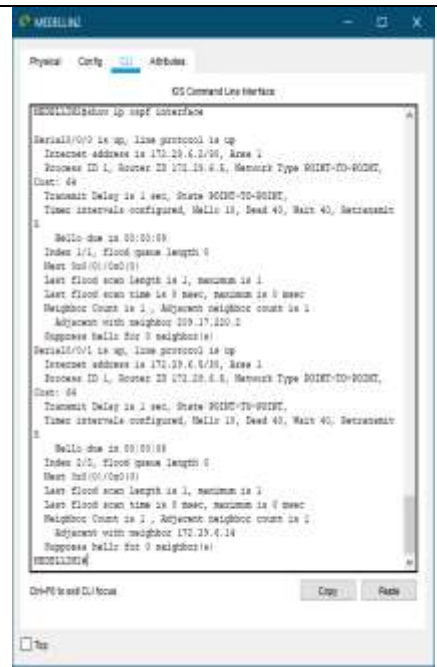 MEDELLIN2
Physical Config CLI Attributes
IOS Command Line Interface
MEDELLIN2#show ip ospf interface
Serial0/0/0 is up, line protocol is up
Internet address is 172.29.6.2/30, Area 1
Process ID 1, Router ID 172.29.6.5, Network Type POINT-TO-POINT,
Cost: 64
Transmit Delay is 1 sec, State POINT-TO-POINT,
Timer intervals configured, Hello 10, Dead 40, Wait 40, Retransmit
5
Hello due in 00:00:09
Index 1/1, flood queue length 0
Next 0x0(0)/0x0(0)
Last flood scan length is 1, maximum is 1
Last flood scan time is 0 msec, maximum is 0 msec
Neighbor Count is 1 , Adjacent neighbor count is 1
Adjacent with neighbor 209.17.220.2
Suppress hello for 0 neighbor(s)
Serial0/0/1 is up, line protocol is up
Internet address is 172.29.6.5/30, Area 1
Process ID 1, Router ID 172.29.6.5, Network Type POINT-TO-POINT,
Cost: 64
Transmit Delay is 1 sec, State POINT-TO-POINT,
Timer intervals configured, Hello 10, Dead 40, Wait 40, Retransmit
5
Hello due in 00:00:08
Index 2/2, flood queue length 0
Next 0x0(0)/0x0(0)
Last flood scan length is 1, maximum is 1
Last flood scan time is 0 msec, maximum is 0 msec
Neighbor Count is 1 , Adjacent neighbor count is 1
Adjacent with neighbor 172.29.6.14
Suppress hello for 0 neighbor(s)
MEDELLIN2#
Ctrl+F6 to exit CLI focus
Copy Paste
Top